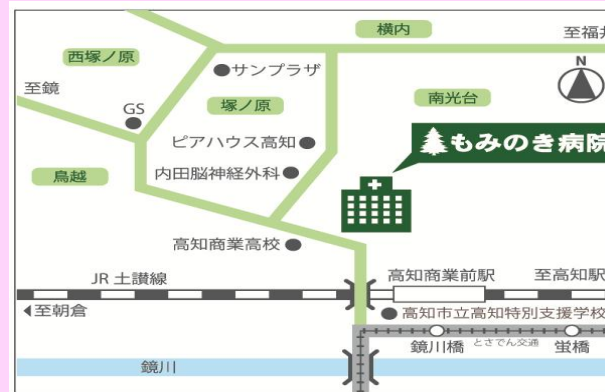 横内
至福井
西塚ノ原
サンプラザ
N
至鏡
GS
塚ノ原
南光台
ピアハウス高知
もみのき病院
鳥越
内田脳神経外科
高知商業高校
JR 土讃線
高知商業前駅
至高知駅
至朝倉
高知市立高知特別支援学校
鏡川橋
とさでん交通
蛍橋
鏡川